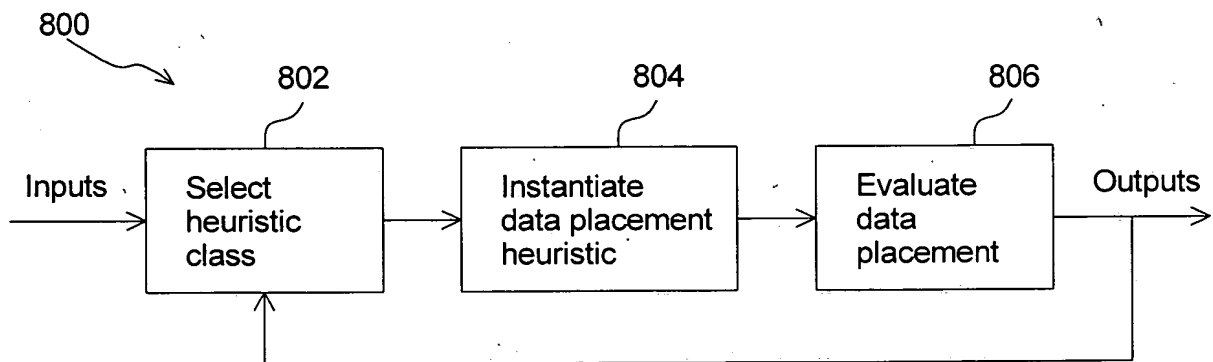 800
802
804
806
Inputs
Select
heuristic
class
Instantiate
data placement
heuristic
Evaluate
data
placement
Outputs